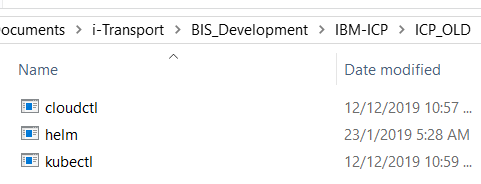 ocuments > i-Transport > BIS_Development > IBM-ICP > ICP_OLD
Name Date modified
cloudctl 12/12/2019 10:57 ...
helm 23/1/2019 5:28 AM
kubectl 12/12/2019 10:59 ...